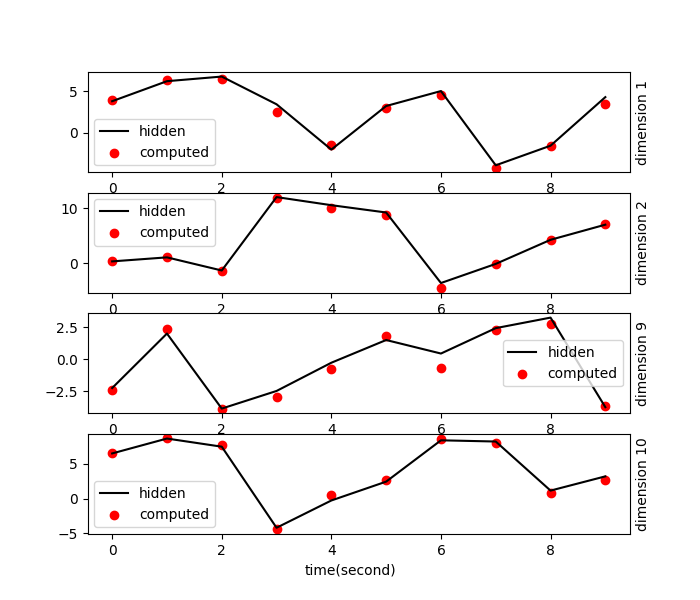 5
0
hidden
computed
0 2 4 6 8
dimension 1
10
0
hidden
computed
0 2 4 6 8
dimension 2
2.5
0.0
−2.5
hidden
computed
0 2 4 6 8
dimension 9
5
0
−5
hidden
computed
0 2 4 6 8
dimension 10
time(second)